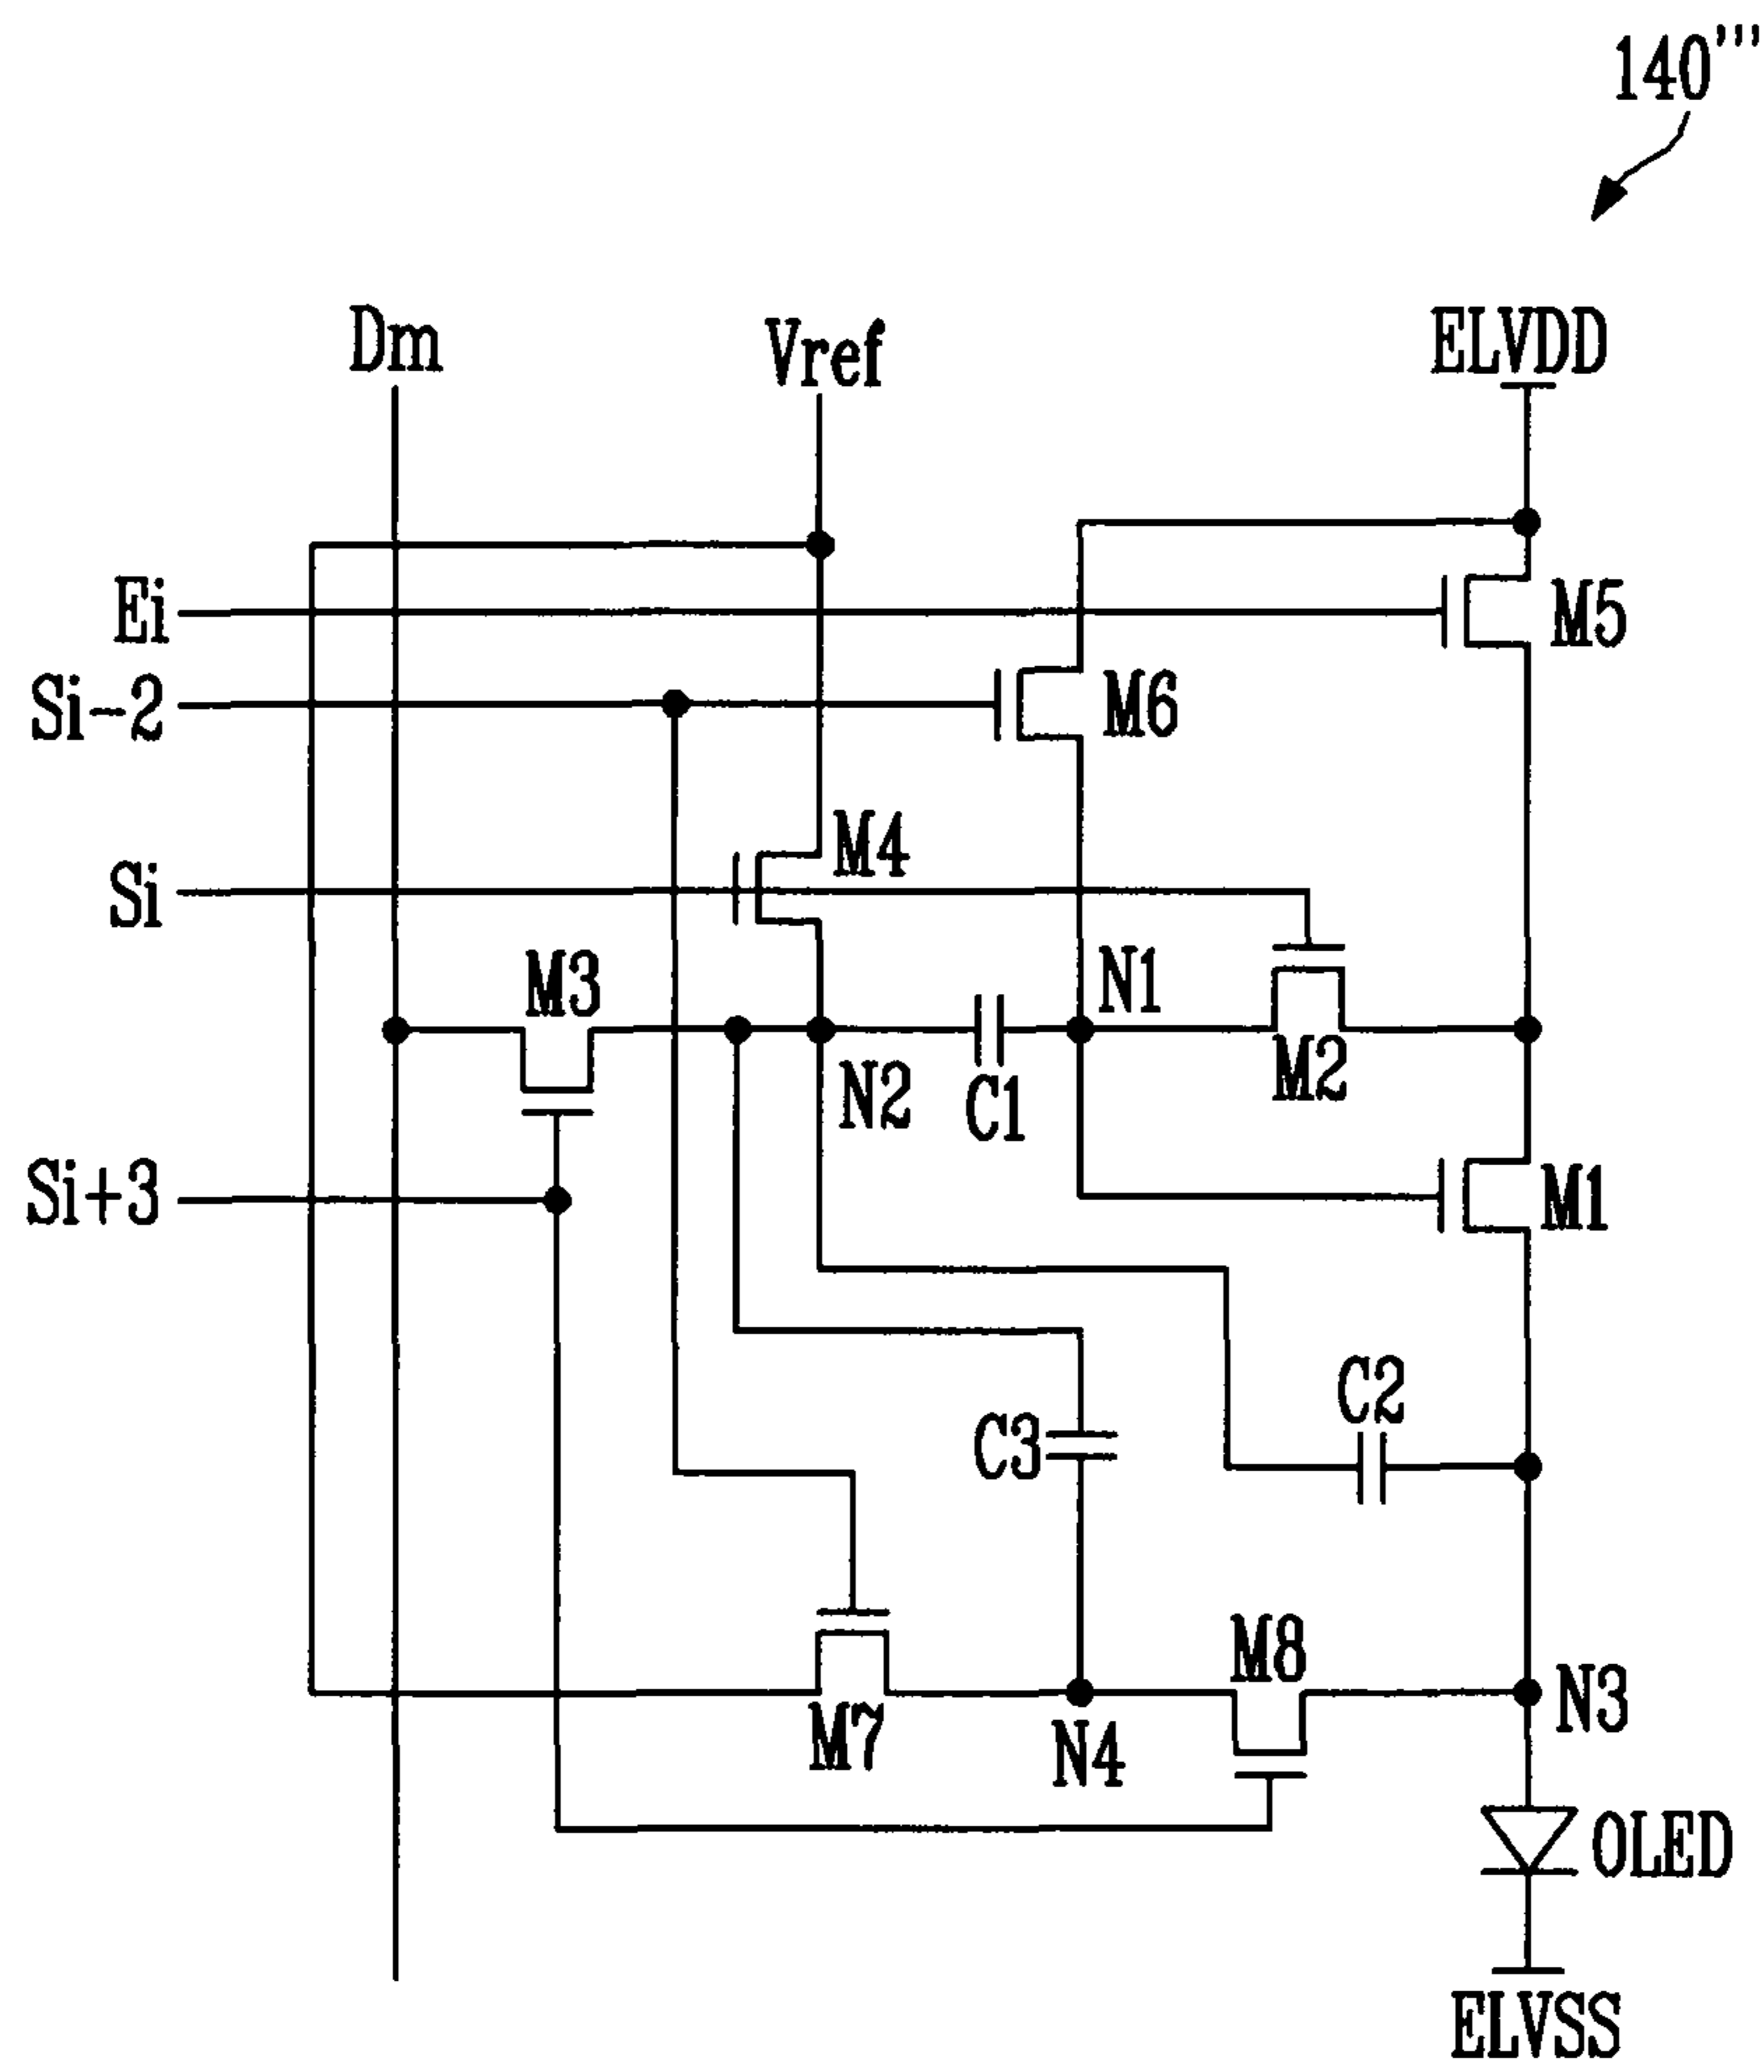 140'''
Dm
Vref
ELVDD
Ei
M5
Si-2
M6
M4
Si
M3
N1
N2
C1
M2
Si+3
M1
C2
C3
M8
N3
M7
N4
OLED
ELVSS